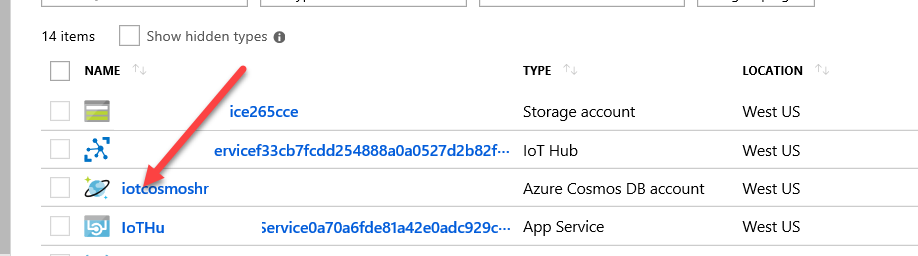 14 items Show hidden types
NAME TYPE LOCATION
ice265cce Storage account West US
ervicef33cb7fcdd254888a0a0527d2b82f··· IoT Hub West US
iotcosmoshr Azure Cosmos DB account West US
IoTHu Service0a70a6fde81a42e0adc929c··· App Service West US